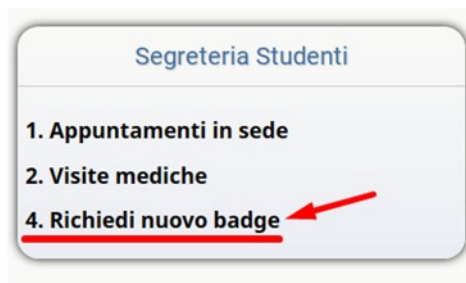 Segreteria Studenti
1. Appuntamenti in sede
2. Visite mediche
4. Richiedi nuovo badge